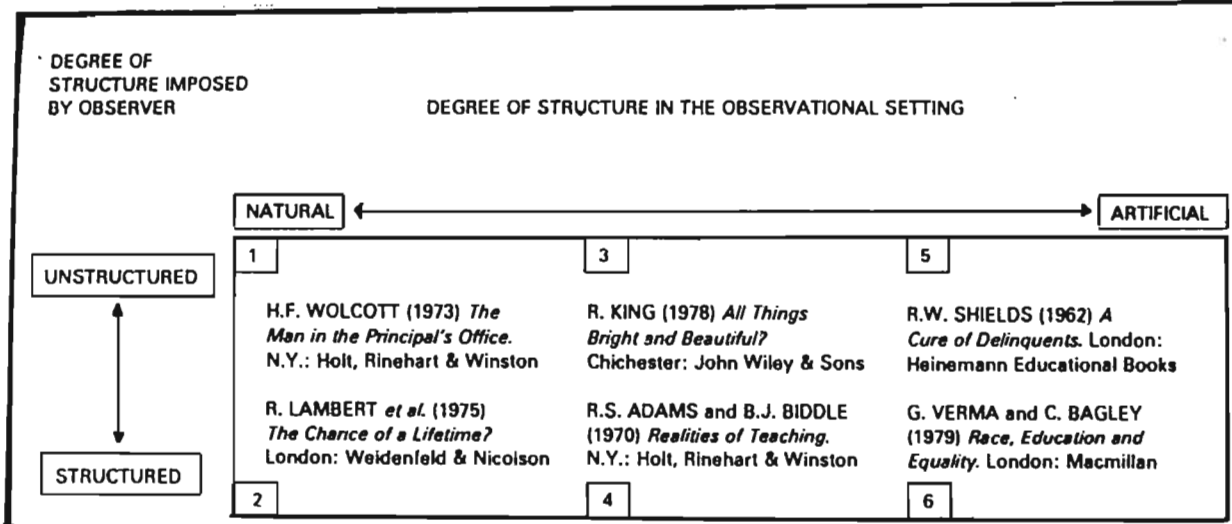 DEGREE OF
STRUCTURE IMPOSED
BY OBSERVER
DEGREE OF STRUCTURE IN THE OBSERVATIONAL SETTING
NATURAL
ARTIFICIAL
UNSTRUCTURED
STRUCTURED
1
H.F. WOLCOTT (1973) The
Man in the Principal's Office.
N.Y.: Holt, Rinehart & Winston
R. LAMBERT et al. (1975)
The Chance of a Lifetime?
London: Weidenfeld & Nicolson
2
3
R. KING (1978) All Things
Bright and Beautiful?
Chichester: John Wiley & Sons
R.S. ADAMS and B.J. BIDDLE
(1970) Realities of Teaching.
N.Y.: Holt, Rinehart & Winston
4
5
R.W. SHIELDS (1962) A
Cure of Delinquents. London:
Heinemann Educational Books
G. VERMA and C. BAGLEY
(1979) Race, Education and
Equality. London: Macmillan
6